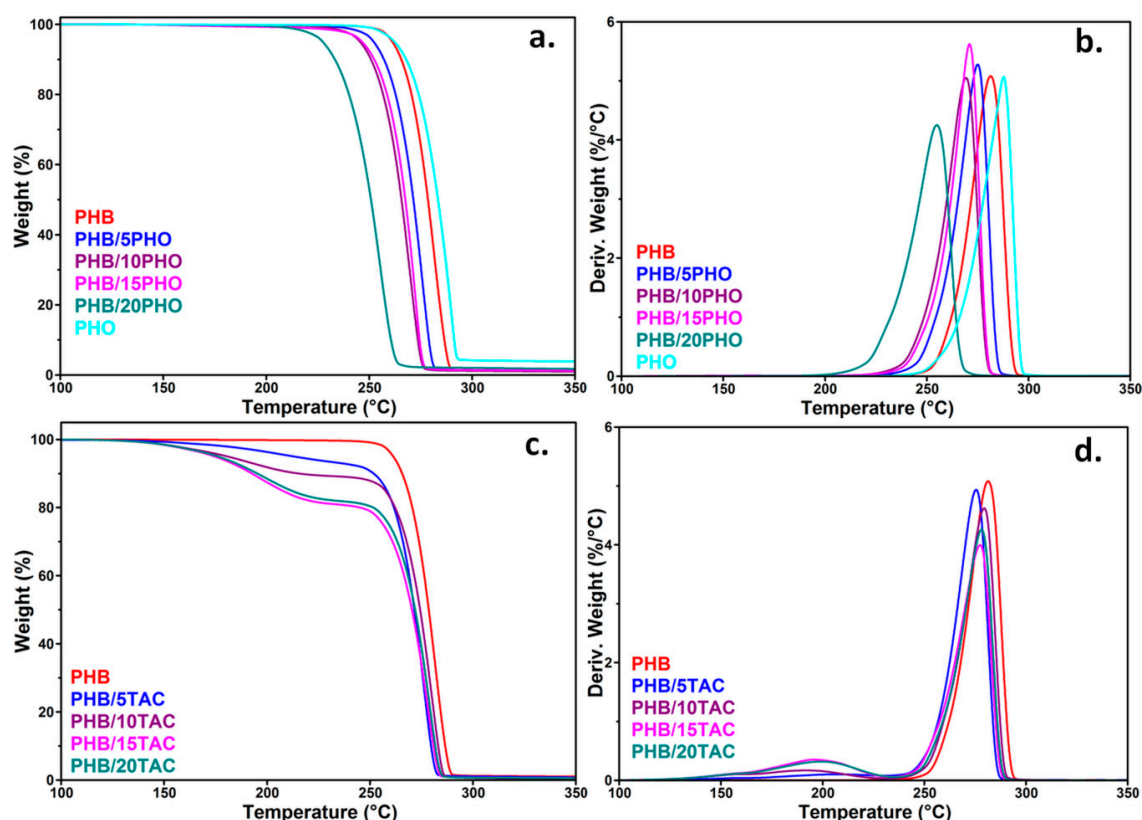 a.
100
80
60
40
20
0
Weight (%)
PHB
PHB/5PHO
PHB/10PHO
PHB/15PHO
PHB/20PHO
PHO
100 150 200 250 300 350
Temperature (°C)
b.
6
4
2
0
Deriv. Weight (%/°C)
PHB
PHB/5PHO
PHB/10PHO
PHB/15PHO
PHB/20PHO
PHO
100 150 200 250 300 350
Temperature (°C)
c.
100
80
60
40
20
0
Weight (%)
PHB
PHB/5TAC
PHB/10TAC
PHB/15TAC
PHB/20TAC
100 150 200 250 300 350
Temperature (°C)
d.
6
4
2
0
Deriv. Weight (%/°C)
PHB
PHB/5TAC
PHB/10TAC
PHB/15TAC
PHB/20TAC
100 150 200 250 300 350
Temperature (°C)